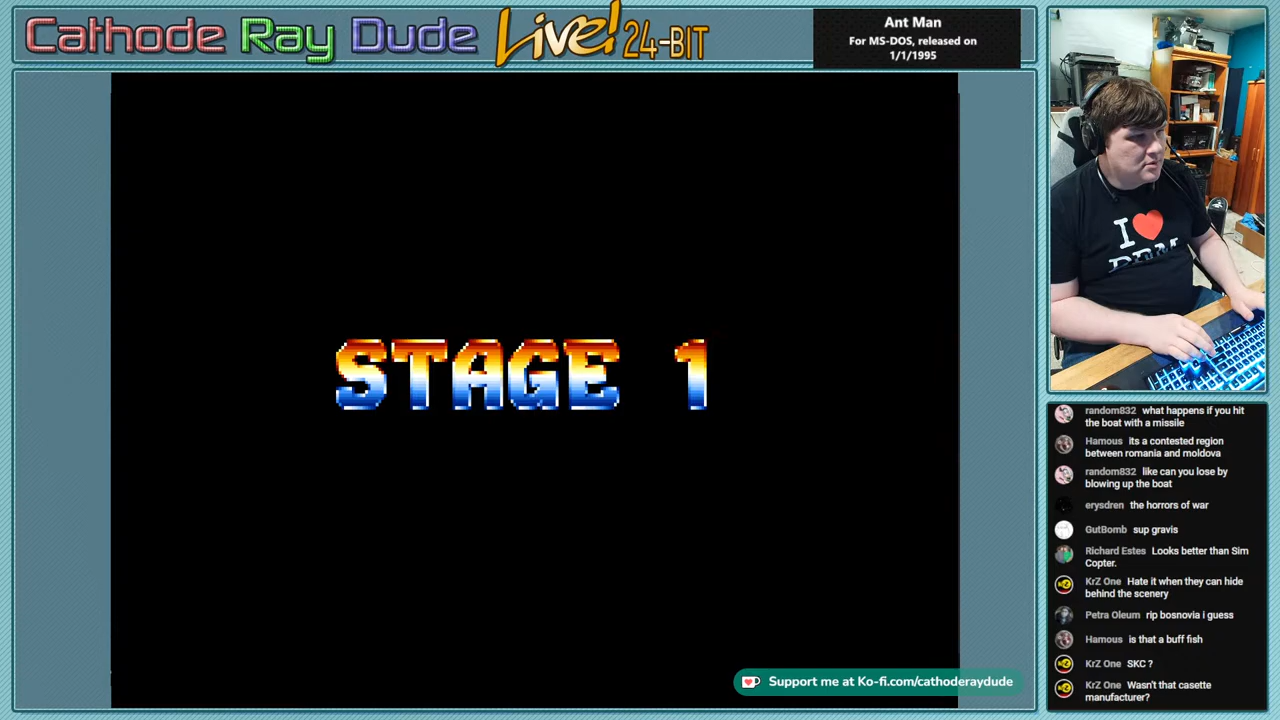 Cathode Ray Dude Live! 24-BIT
Ant Man
For MS-DOS, released on
1/1/1995
STAGE 1
I
Support me at Ko-fi.com/cathoderaydude
random832 what happens if you hit
the boat with a missile
Hamous its a contested region
between romania and moldova
random832 like can you lose by
blowing up the boat
erysdren the horrors of war
GutBomb sup gravis
Richard Estes Looks better than Sim
Copter.
KrZ One Hate it when they can hide
behind the scenery
Petra Oleum rip bosnovia i guess
Hamous is that a buff fish
KrZ One SKC ?
KrZ One Wasn't that casette
manufacturer?